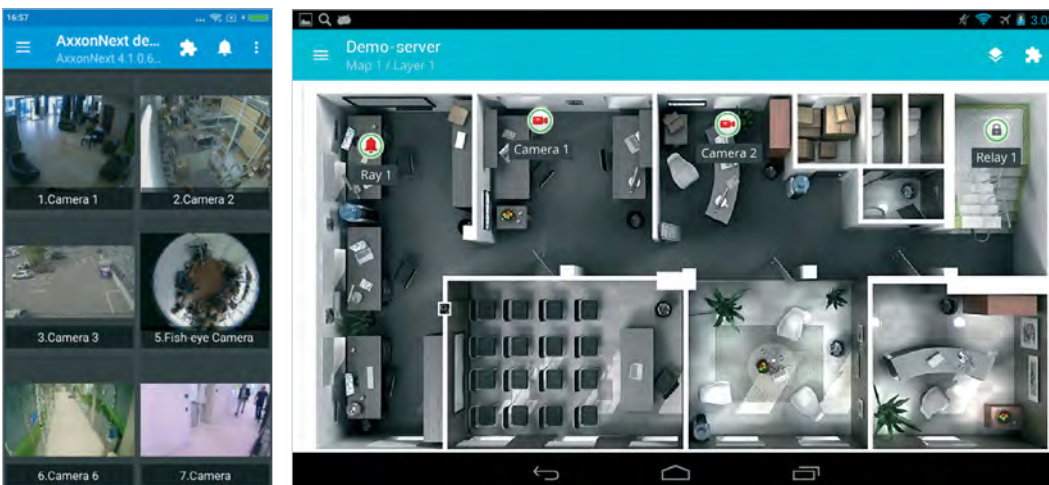 16:57
AxxonNext de...
AxxonNext 4.1.0.6...
1.Camera 1
2.Camera 2
3.Camera 3
5.Fish-eye Camera
6.Camera 6
7.Camera
3:0
Demo-server
Map 1 / Layer 1
Ray 1
Camera 1
Camera 2
Relay 1